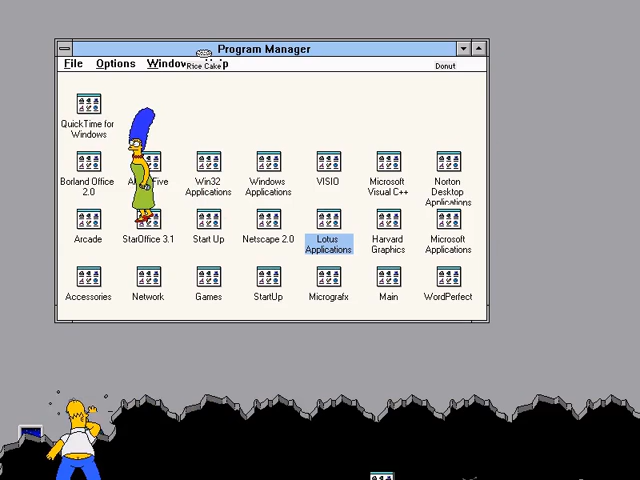 Program Manager
File Options Window Help
Rice Cake
Donut
QuickTime for
Windows
Borland Office
2.0
Win32
Applications
Windows
Applications
VISIO
Microsoft
Visual C++
Norton
Desktop
Applications
Arcade
StarOffice 3.1
Start Up
Netscape 2.0
Lotus
Applications
Harvard
Graphics
Microsoft
Applications
Accessories
Network
Games
StartUp
Micrografx
Main
WordPerfect